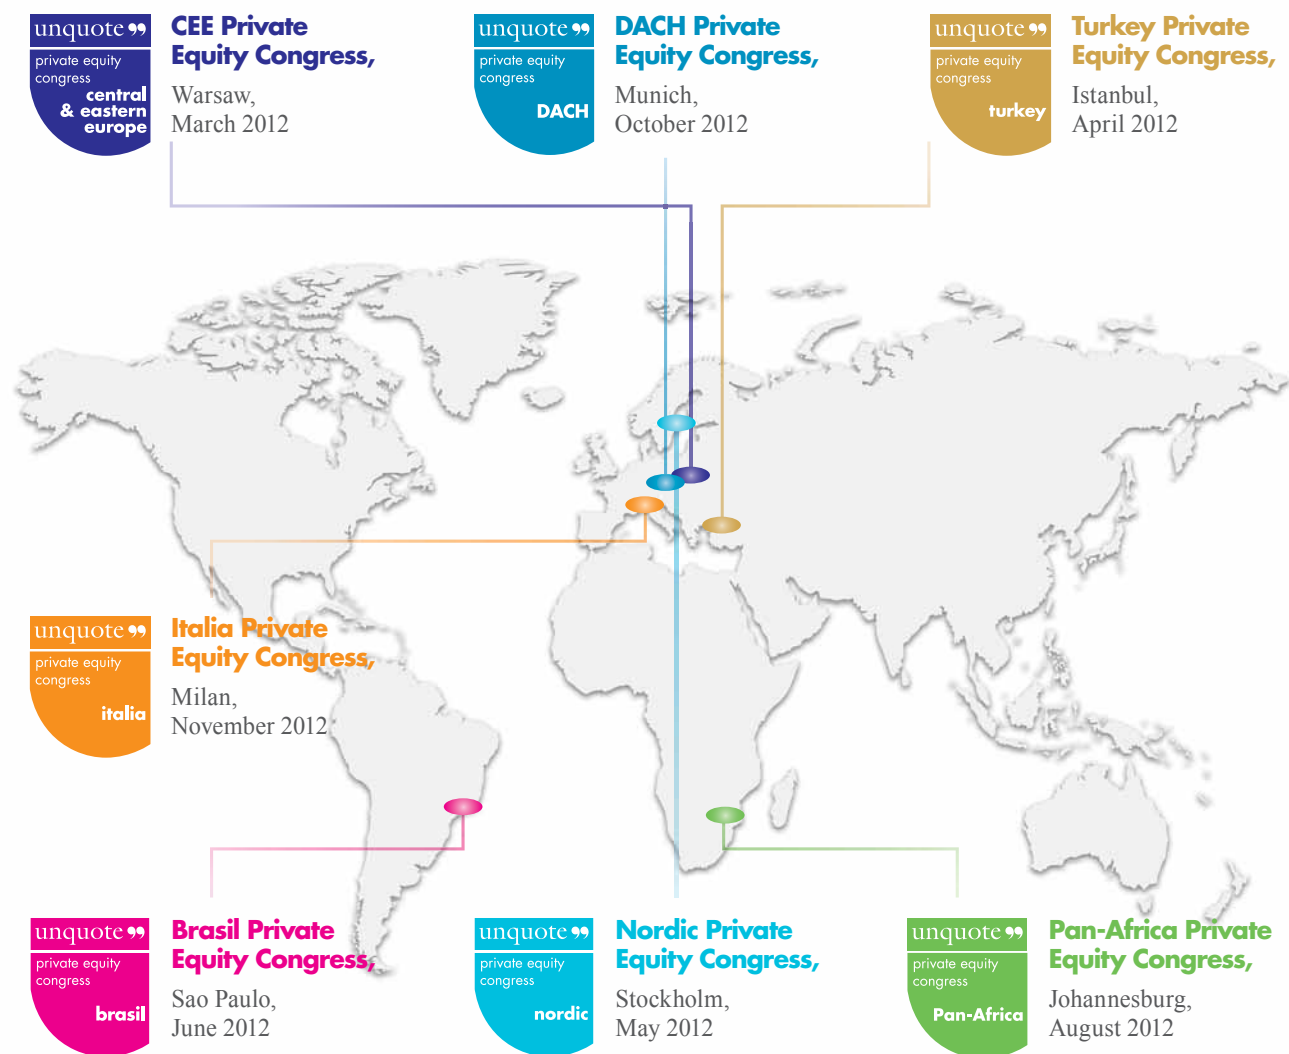 unquote ”
private equity
congress
central
& eastern
europe
CEE Private
Equity Congress,
Warsaw,
March 2012
unquote ”
private equity
congress
DACH
DACH Private
Equity Congress,
Munich,
October 2012
unquote ”
private equity
congress
turkey
Turkey Private
Equity Congress,
Istanbul,
April 2012
unquote ”
private equity
congress
italia
Italia Private
Equity Congress,
Milan,
November 2012
unquote ”
private equity
congress
brasil
Brasil Private
Equity Congress,
Sao Paulo,
June 2012
unquote ”
private equity
congress
nordic
Nordic Private
Equity Congress,
Stockholm,
May 2012
unquote ”
private equity
congress
Pan-Africa
Pan-Africa Private
Equity Congress,
Johannesburg,
August 2012